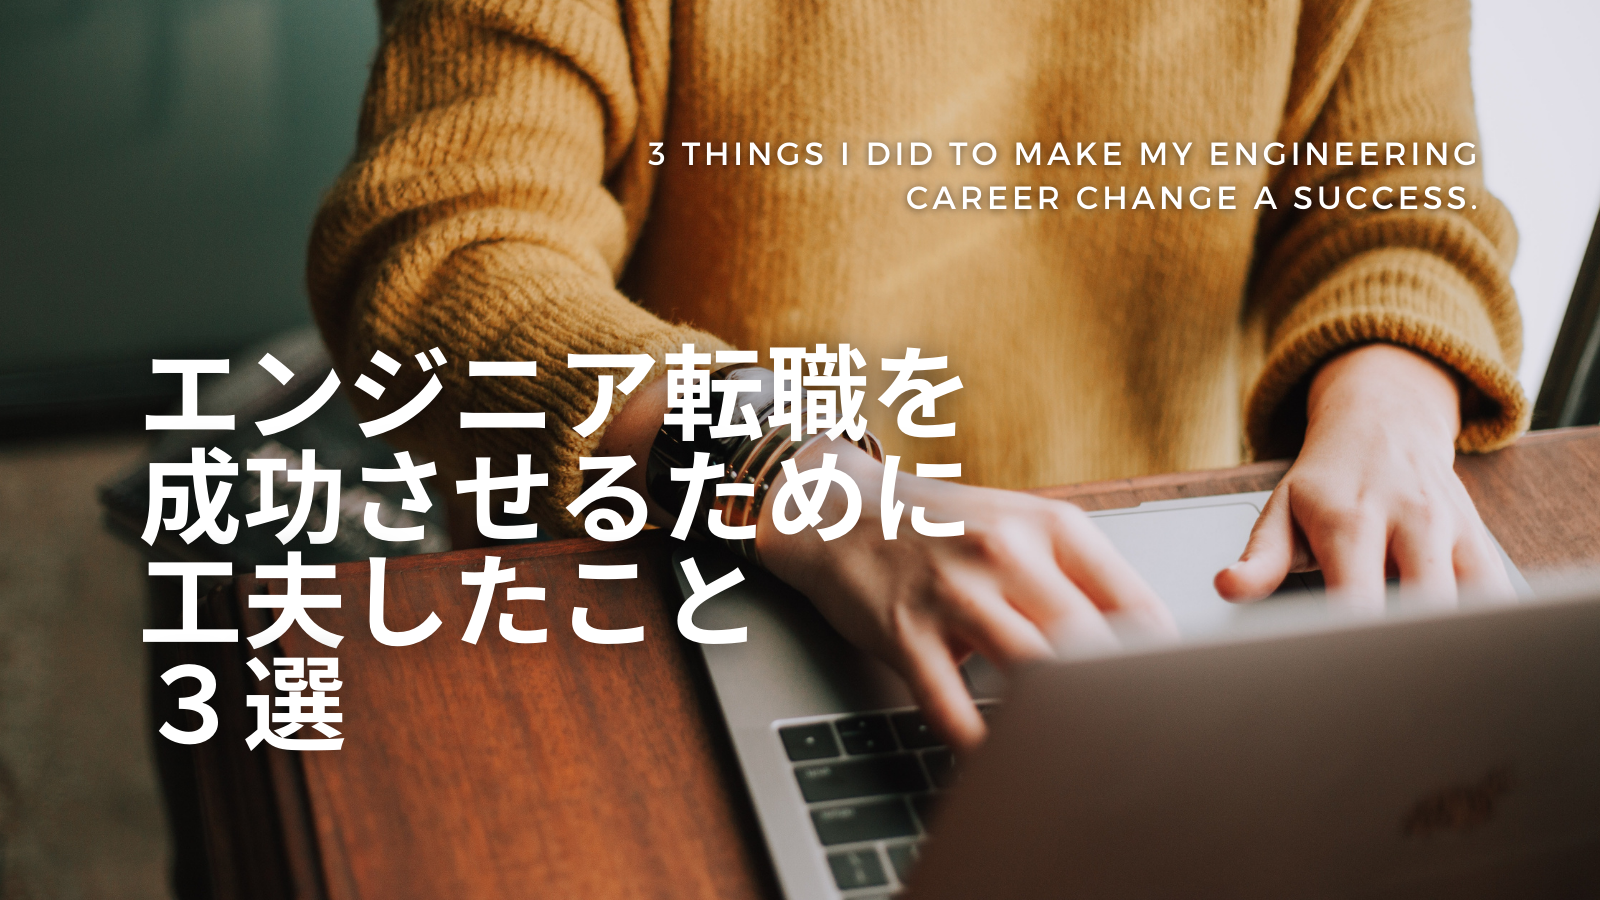 3 THINGS I DID TO MAKE MY ENGINEERING
CAREER CHANGE A SUCCESS.
エンジニア転職を
成功させるために
工夫したこと
３選